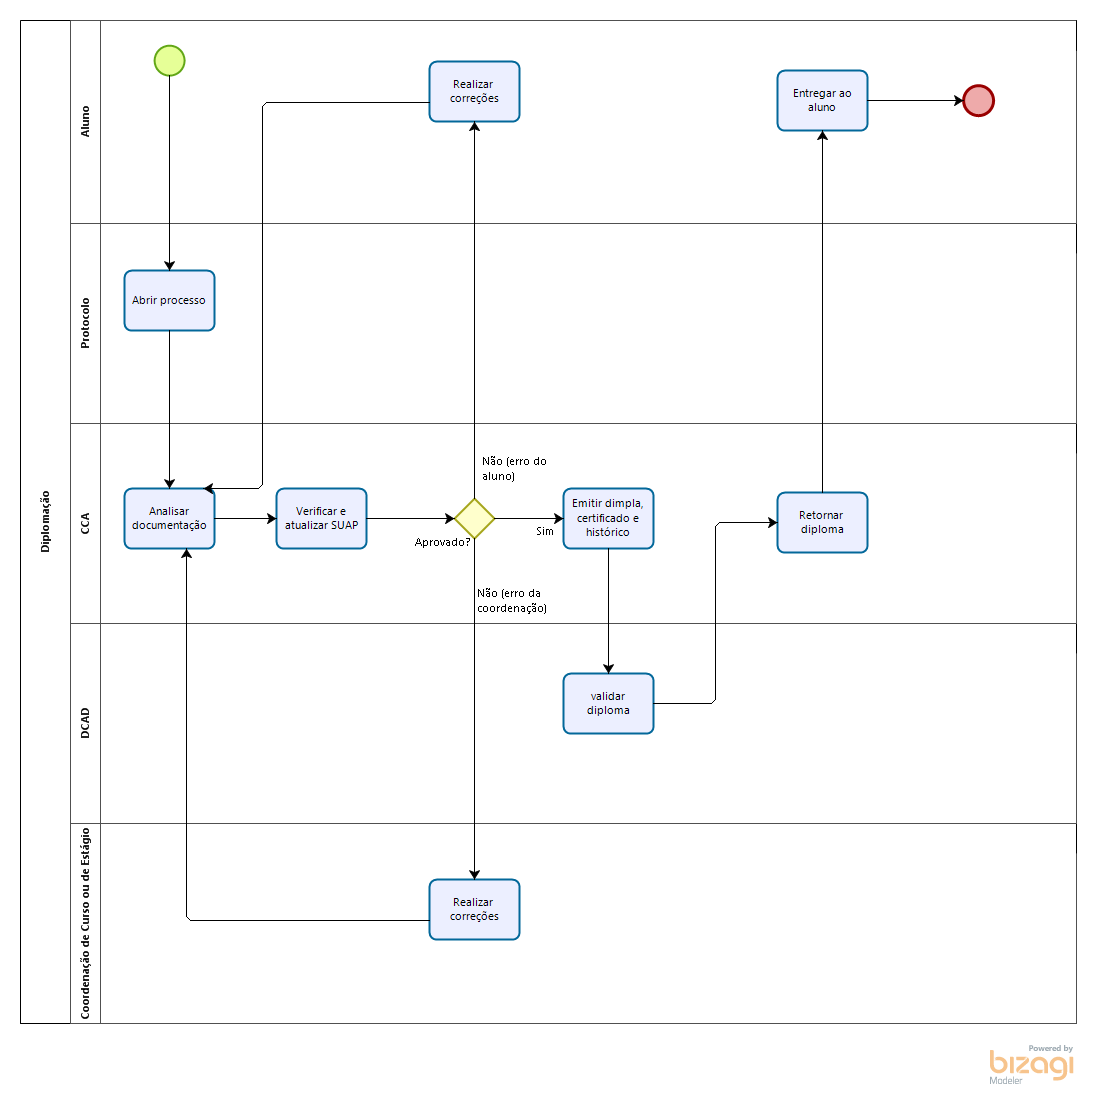 Diplomação
Aluno
Realizar
correções
Entregar ao
aluno
Protocolo
Abrir processo
CCA
Analisar
documentação
Verificar e
atualizar SUAP
Aprovado?
Não (erro do
aluno)
Sim
Não (erro da
coordenação)
Emitir dimpla,
certificado e
histórico
Retornar
diploma
DCAD
validar
diploma
Coordenação de Curso ou de Estágio
Realizar
correções
Powered by
bizagi
Modeler